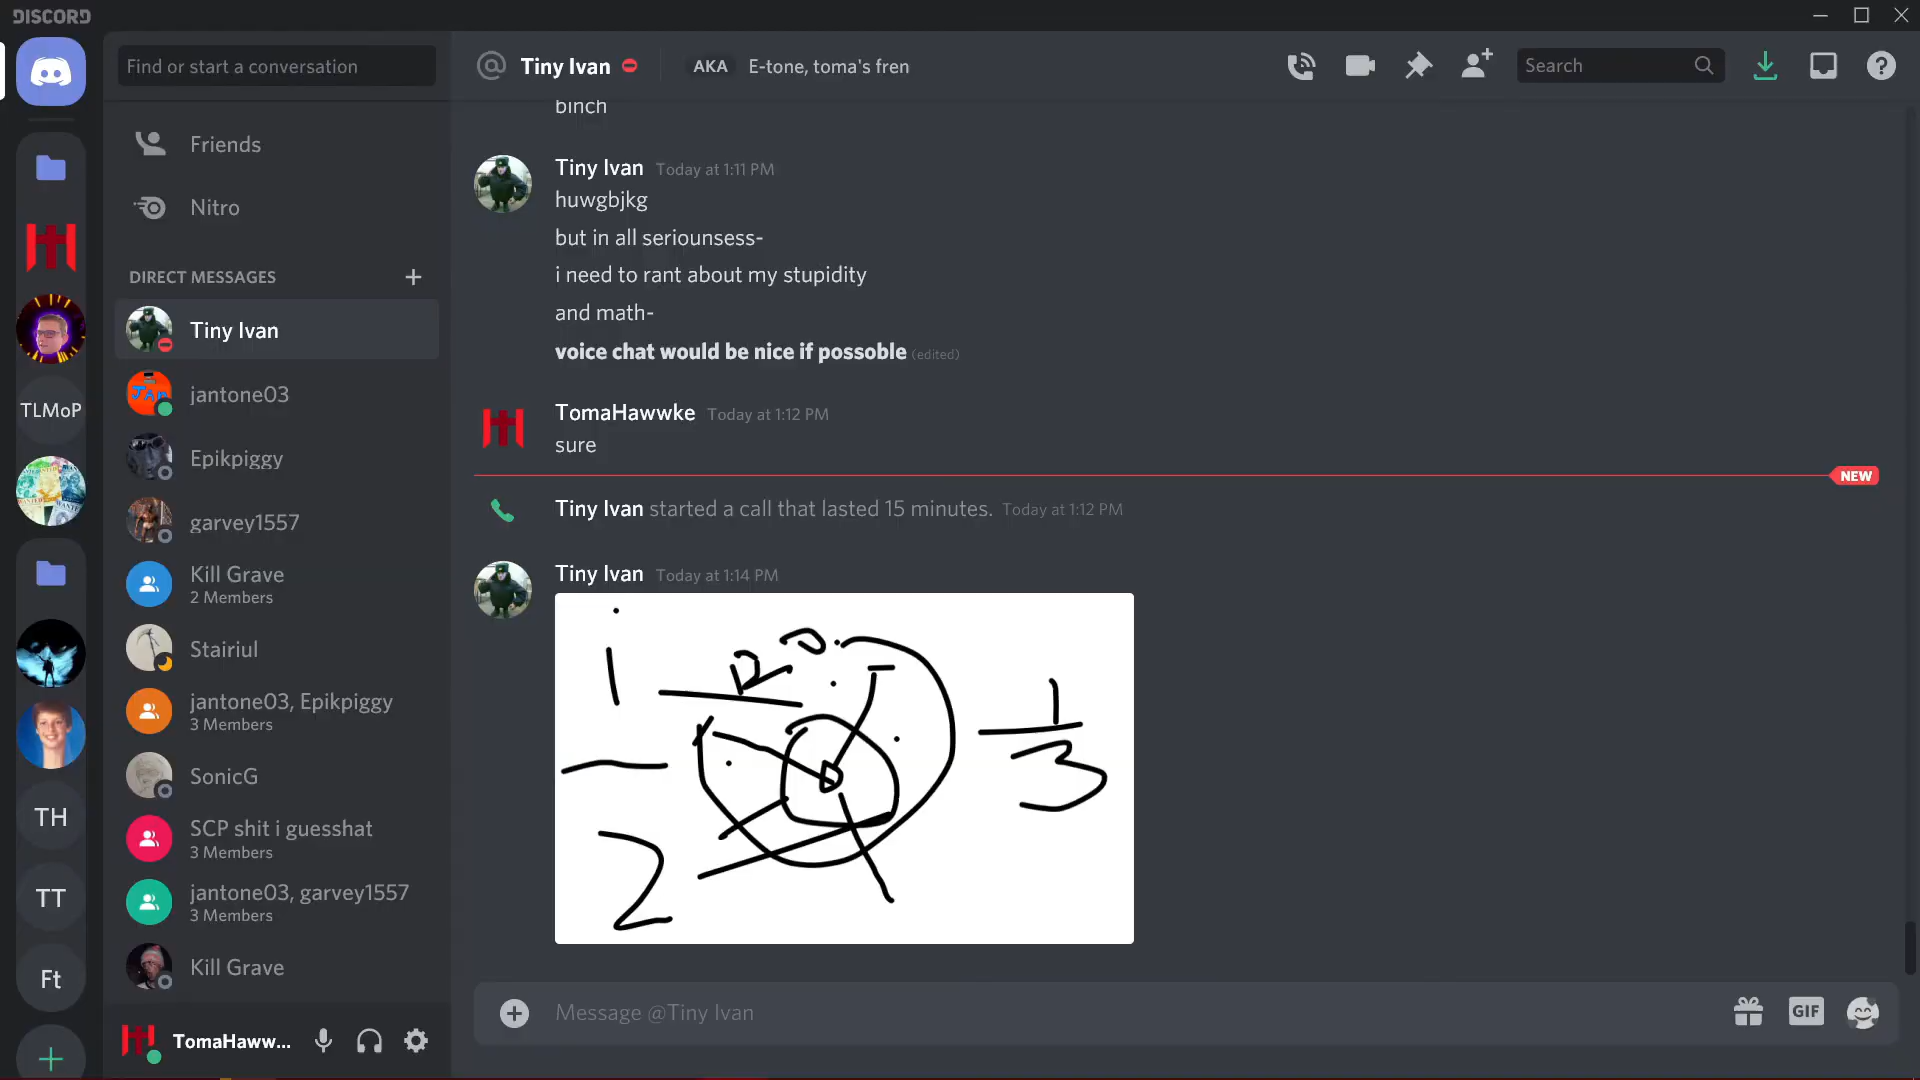 DISCORD
Find or start a conversation
Tiny Ivan
AKA E-tone, toma's fren
Search
Friends
Nitro
DIRECT MESSAGES
Tiny Ivan
jantone03
Epikpiggy
garvey1557
Kill Grave
2 Members
Stairiul
jantone03, Epikpiggy
3 Members
SonicG
SCP shit i guesshat
3 Members
jantone03, garvey1557
3 Members
Kill Grave
TomaHaww...
TLMoP
TH
TT
Ft
binch
Tiny Ivan Today at 1:11 PM
huwgbjkg
but in all seriounsess-
i need to rant about my stupidity
and math-
voice chat would be nice if possoble (edited)
TomaHawwke Today at 1:12 PM
sure
NEW
Tiny Ivan started a call that lasted 15 minutes. Today at 1:12 PM
Tiny Ivan Today at 1:14 PM
1
2
1
3
Message @Tiny Ivan
GIF